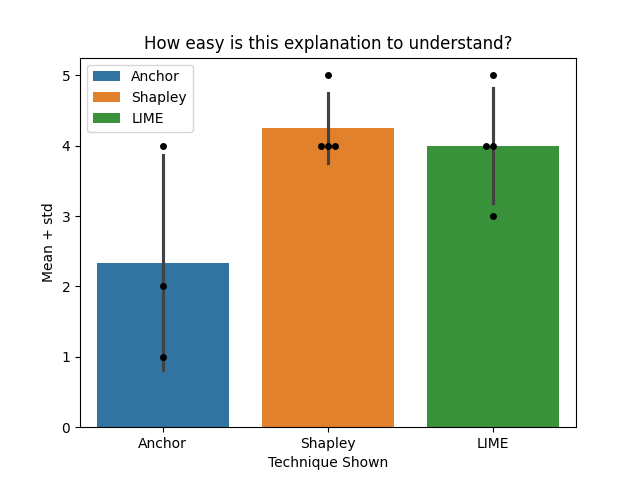 How easy is this explanation to understand?
Anchor
Shapley
LIME
5
4
3
2
1
0
Mean + std
Anchor Shapley LIME
Technique Shown